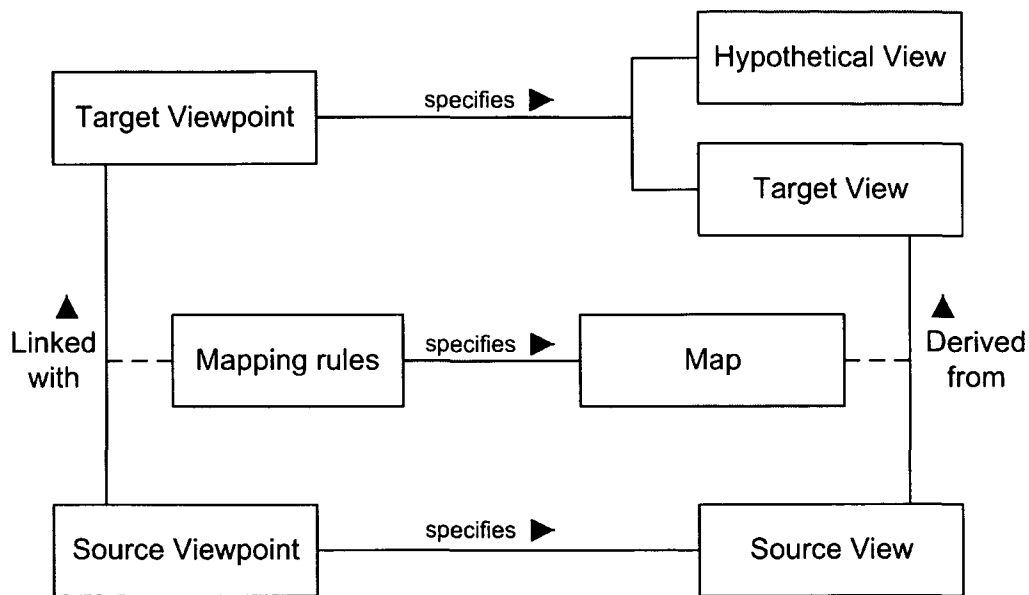 Hypothetical View
Target Viewpoint
specifies ▶
Target View
Linked
with
▲
Mapping rules
specifies ▶
Map
▲
Derived
from
Source Viewpoint
specifies ▶
Source View